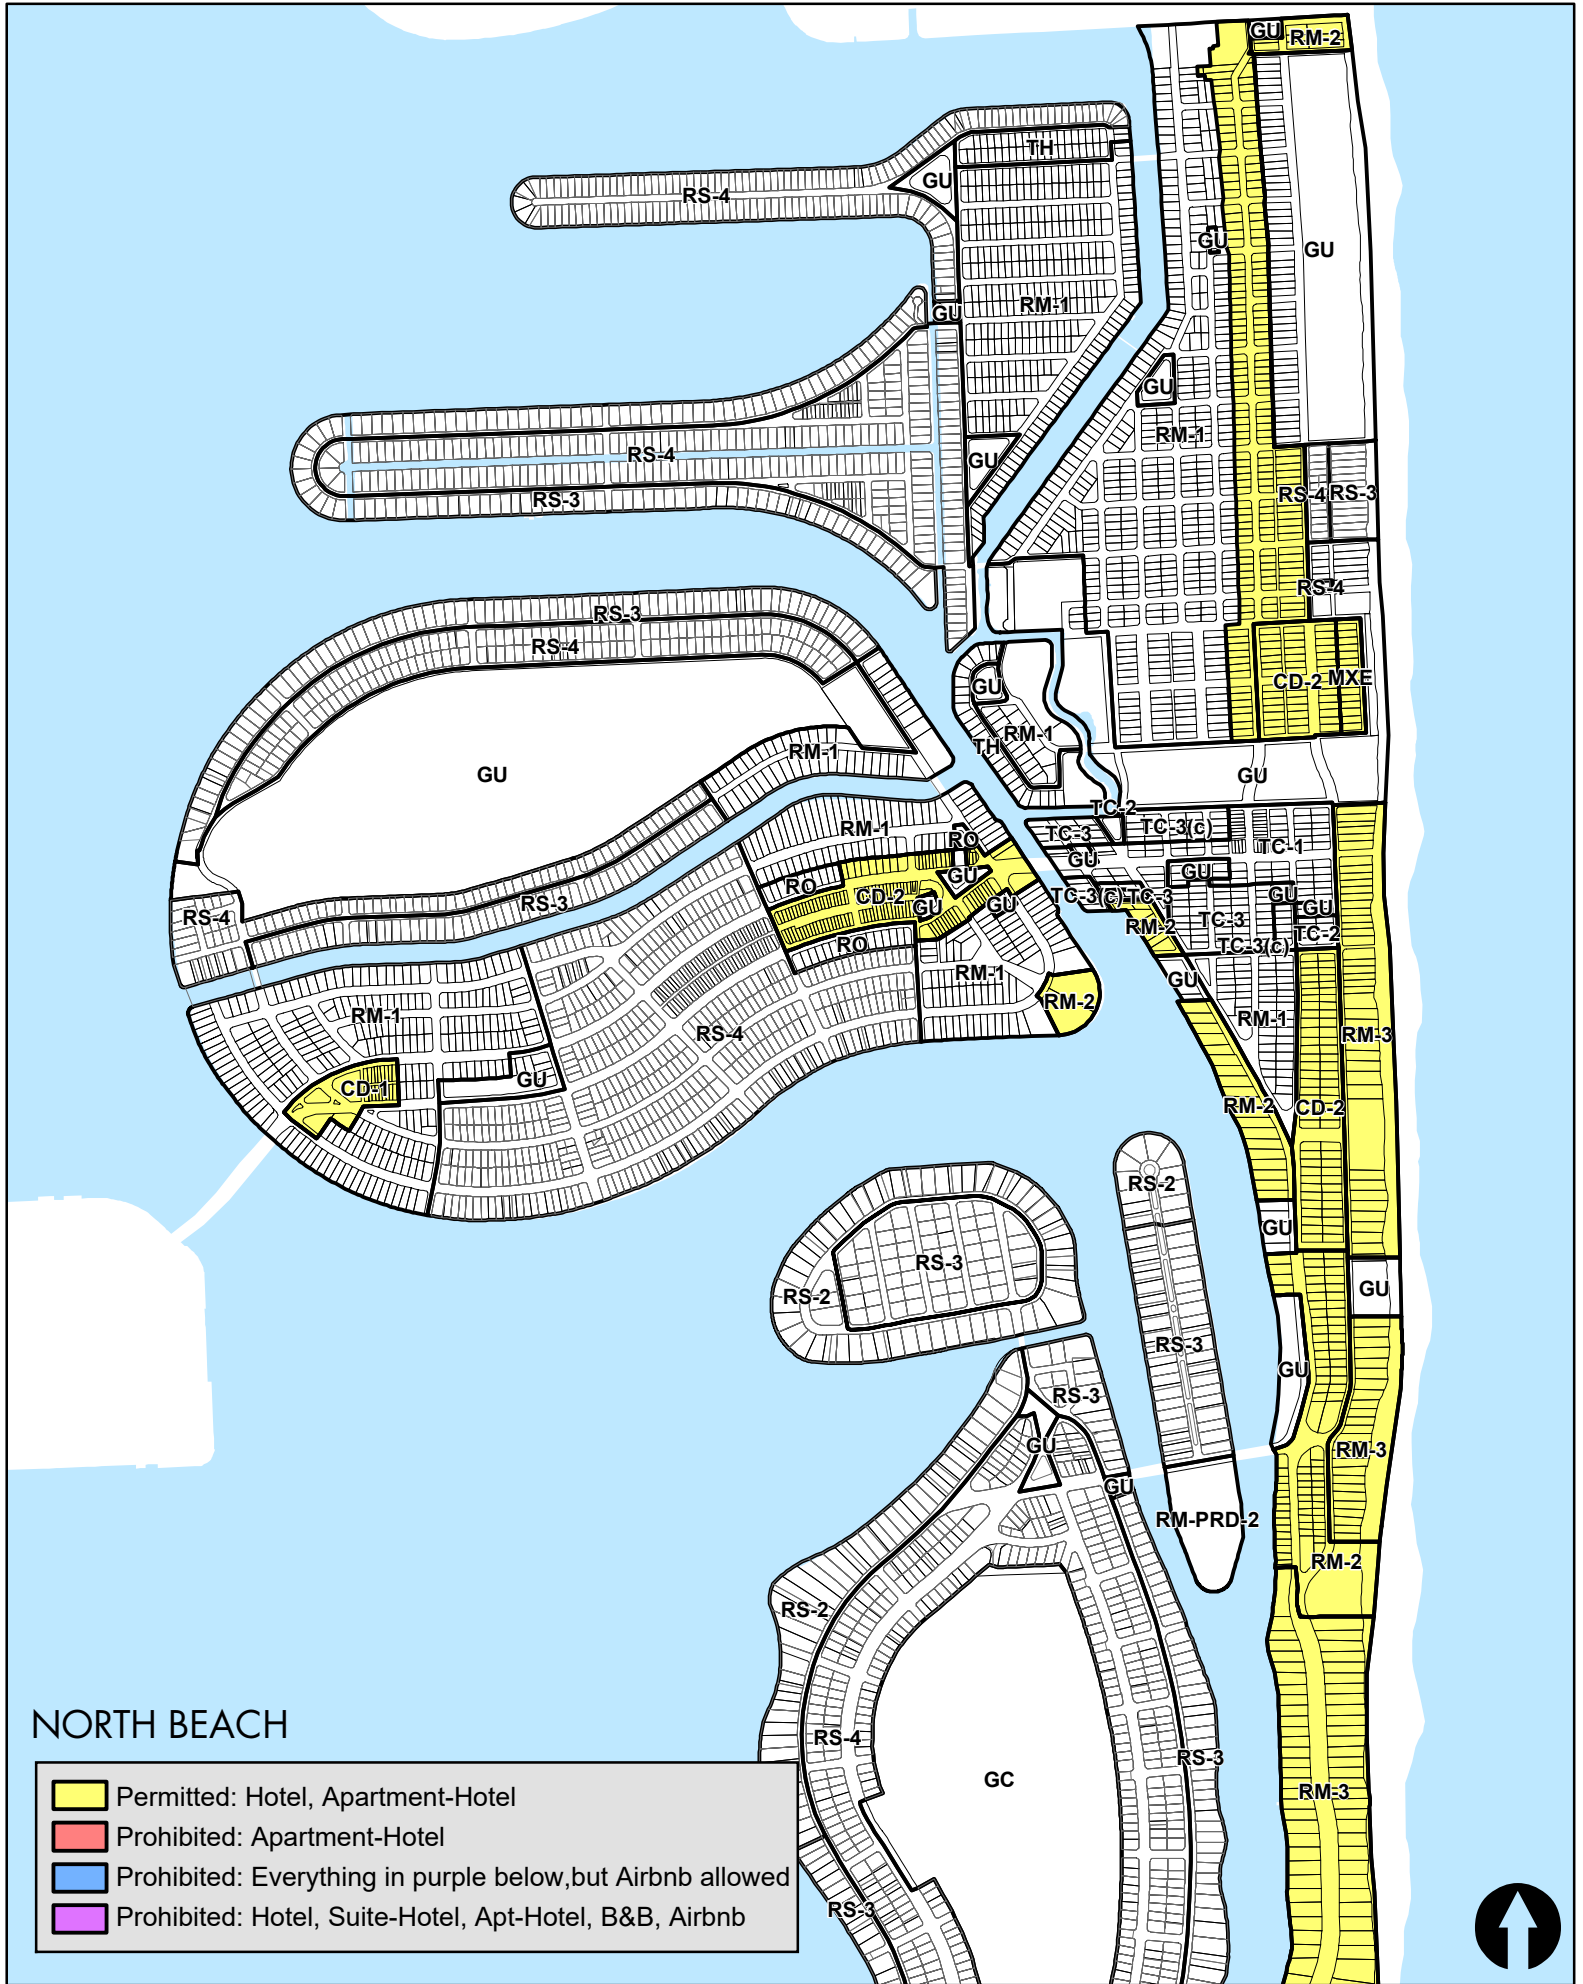 GU
RM-2
TH
GU
RS-4
GU
GU
RM-1
GU
GU
RM-1
RS-4
GU
RS-3
RS-4
RS-3
RS-4
RS-3
RS-4
GU
CD-2
MXE
RM-1
TH
RM-1
GU
GU
TC-2
RM-1
RO
TC-3
TC-3(c)
TC-1
GU
GU
RO
CD-2
GU
GU
GU
TC-3(c)
TC-3
GU
GU
RS-3
RS-4
RM-2
TC-3
TC-2
RO
TC-3(c)
RM-1
GU
RM-2
RM-1
RM-1
RS-4
RM-3
CD-1
GU
RM-2
CD-2
RS-2
GU
RS-3
RS-2
GU
RS-3
GU
RS-3
GU
RM-3
GU
RM-PRD-2
RM-2
RS-2
RS-4
RS-3
GC
RM-3
RS-3
NORTH BEACH
Permitted: Hotel, Apartment-Hotel
Prohibited: Apartment-Hotel
Prohibited: Everything in purple below,but Airbnb allowed
Prohibited: Hotel, Suite-Hotel, Apt-Hotel, B&B, Airbnb